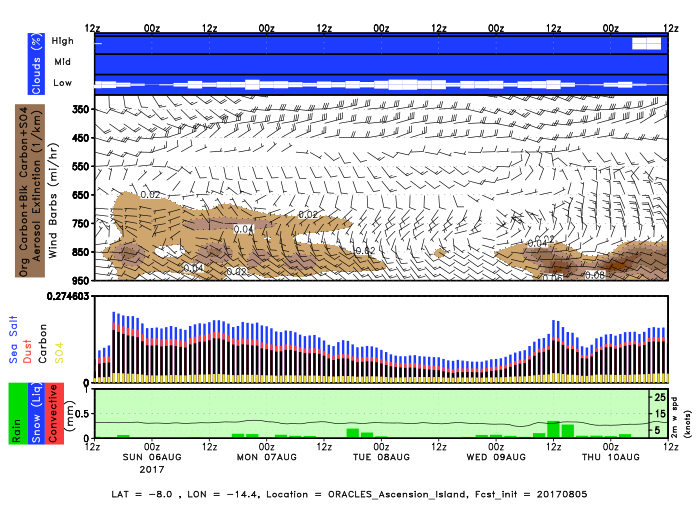 12z 00z 12z 00z 12z 00z 12z 00z 12z 00z 12z
Clouds (%)
High
Mid
Low
Org Carbon+Blk Carbon+SO4
Aerosol Extinction (1/km)
Wind Barbs (mi/hr)
350
450
550
650
750
850
950
0.02
0.02
0.04
0.02
0.04
0.04
0.02
0.06
0.08
0.274603
0
Sea Salt
Dust
Carbon
SO4
Rain
Snow (Liq)
Convective
(mm)
1
0.5
0
25
15
5
2m w spd
(knots)
12z 00z 12z 00z 12z 00z 12z 00z 12z 00z 12z
SUN 06AUG MON 07AUG TUE 08AUG WED 09AUG THU 10AUG
2017
LAT = -8.0 , LON = -14.4, Location = ORACLES_Ascension_Island, Fcst_init = 20170805